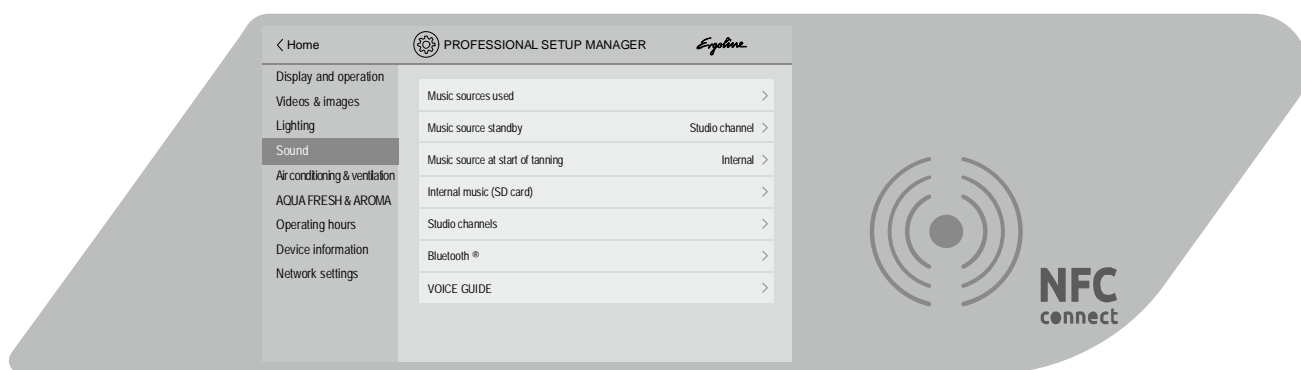 Home
PROFESSIONAL SETUP MANAGER
Ergoline
Display and operation
Videos & images
Lighting
Sound
Air conditioning & ventilation
AQUA FRESH & AROMA
Operating hours
Device information
Network settings
Music sources used
Music source standby Studio channel
Music source at start of tanning Internal
Internal music (SD card)
Studio channels
Bluetooth ®
VOICE GUIDE
NFC
connect